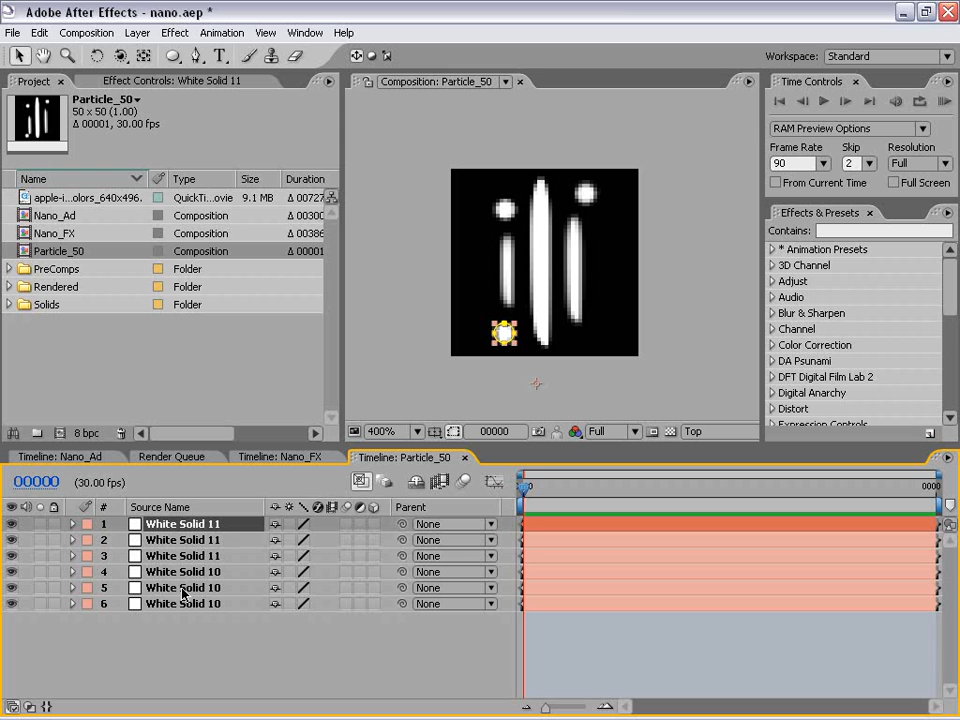 Adobe After Effects - nano.aep *
File Edit Composition Layer Effect Animation View Window Help
Workspace: Standard
Project Effect Controls: White Solid 11
Particle_50
50 x 50 (1.00)
Δ 00001, 30.00 fps
Name Type Size Duration
apple-i...olors_640x496. QuickTi...ovie 9.1 MB Δ 00727
Nano_Ad Composition Δ 00300
Nano_FX Composition Δ 00386
Particle_50 Composition Δ 00001
PreComps Folder
Rendered Folder
Solids Folder
8 bpc
Composition: Particle_50
400% 00000 Full Top
Time Controls
RAM Preview Options
Frame Rate Skip Resolution
90 2 Full
From Current Time Full Screen
Effects & Presets
Contains:
* Animation Presets
3D Channel
Adjust
Audio
Blur & Sharpen
Channel
Color Correction
DA Psunami
DFT Digital Film Lab 2
Digital Anarchy
Distort
Expression Controls
Timeline: Nano_Ad Render Queue Timeline: Nano_FX Timeline: Particle_50
00000 (30.00 fps)
0 0000
# Source Name Parent
1 White Solid 11 None
2 White Solid 11 None
3 White Solid 11 None
4 White Solid 10 None
5 White Solid 10 None
6 White Solid 10 None